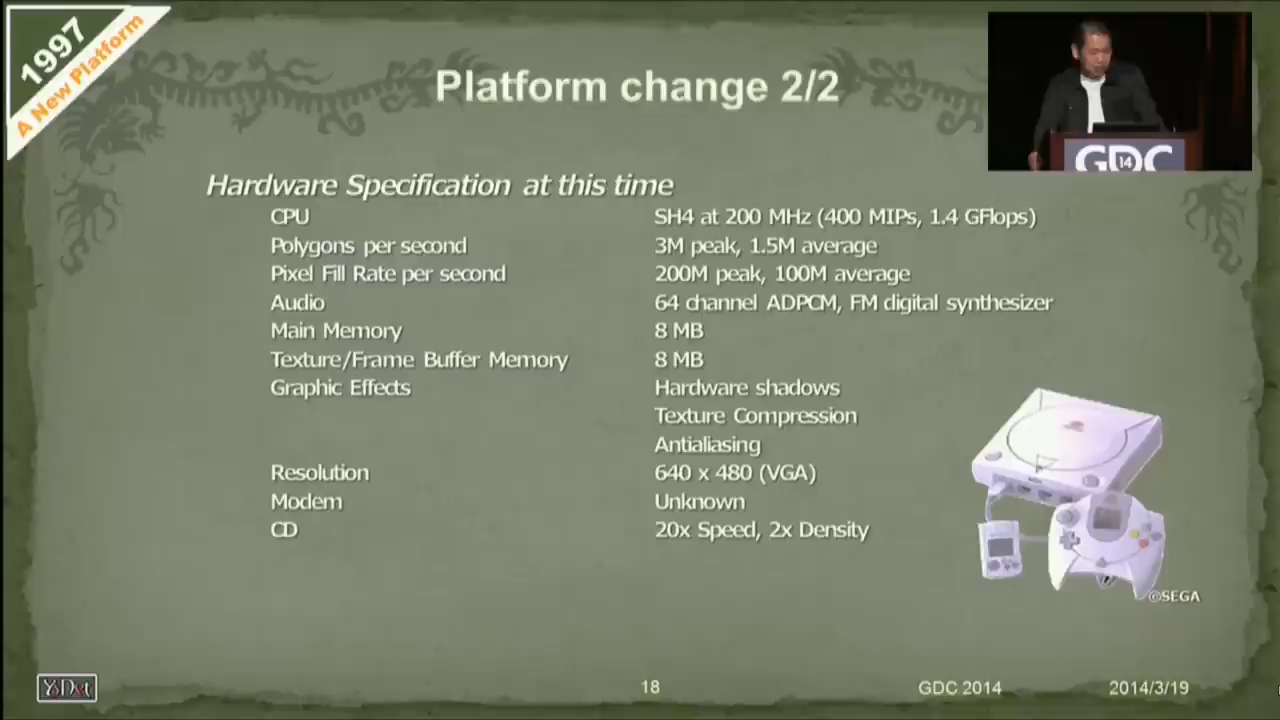 1997
A New Platform
Platform change 2/2
GDC 14
Hardware Specification at this time
CPU SH4 at 200 MHz (400 MIPs, 1.4 GFlops)
Polygons per second 3M peak, 1.5M average
Pixel Fill Rate per second 200M peak, 100M average
Audio 64 channel ADPCM, FM digital synthesizer
Main Memory 8 MB
Texture/Frame Buffer Memory 8 MB
Graphic Effects Hardware shadows
Texture Compression
Antialiasing
Resolution 640 x 480 (VGA)
Modem Unknown
CD 20x Speed, 2x Density
©SEGA
YsNet 18 GDC 2014 2014/3/19